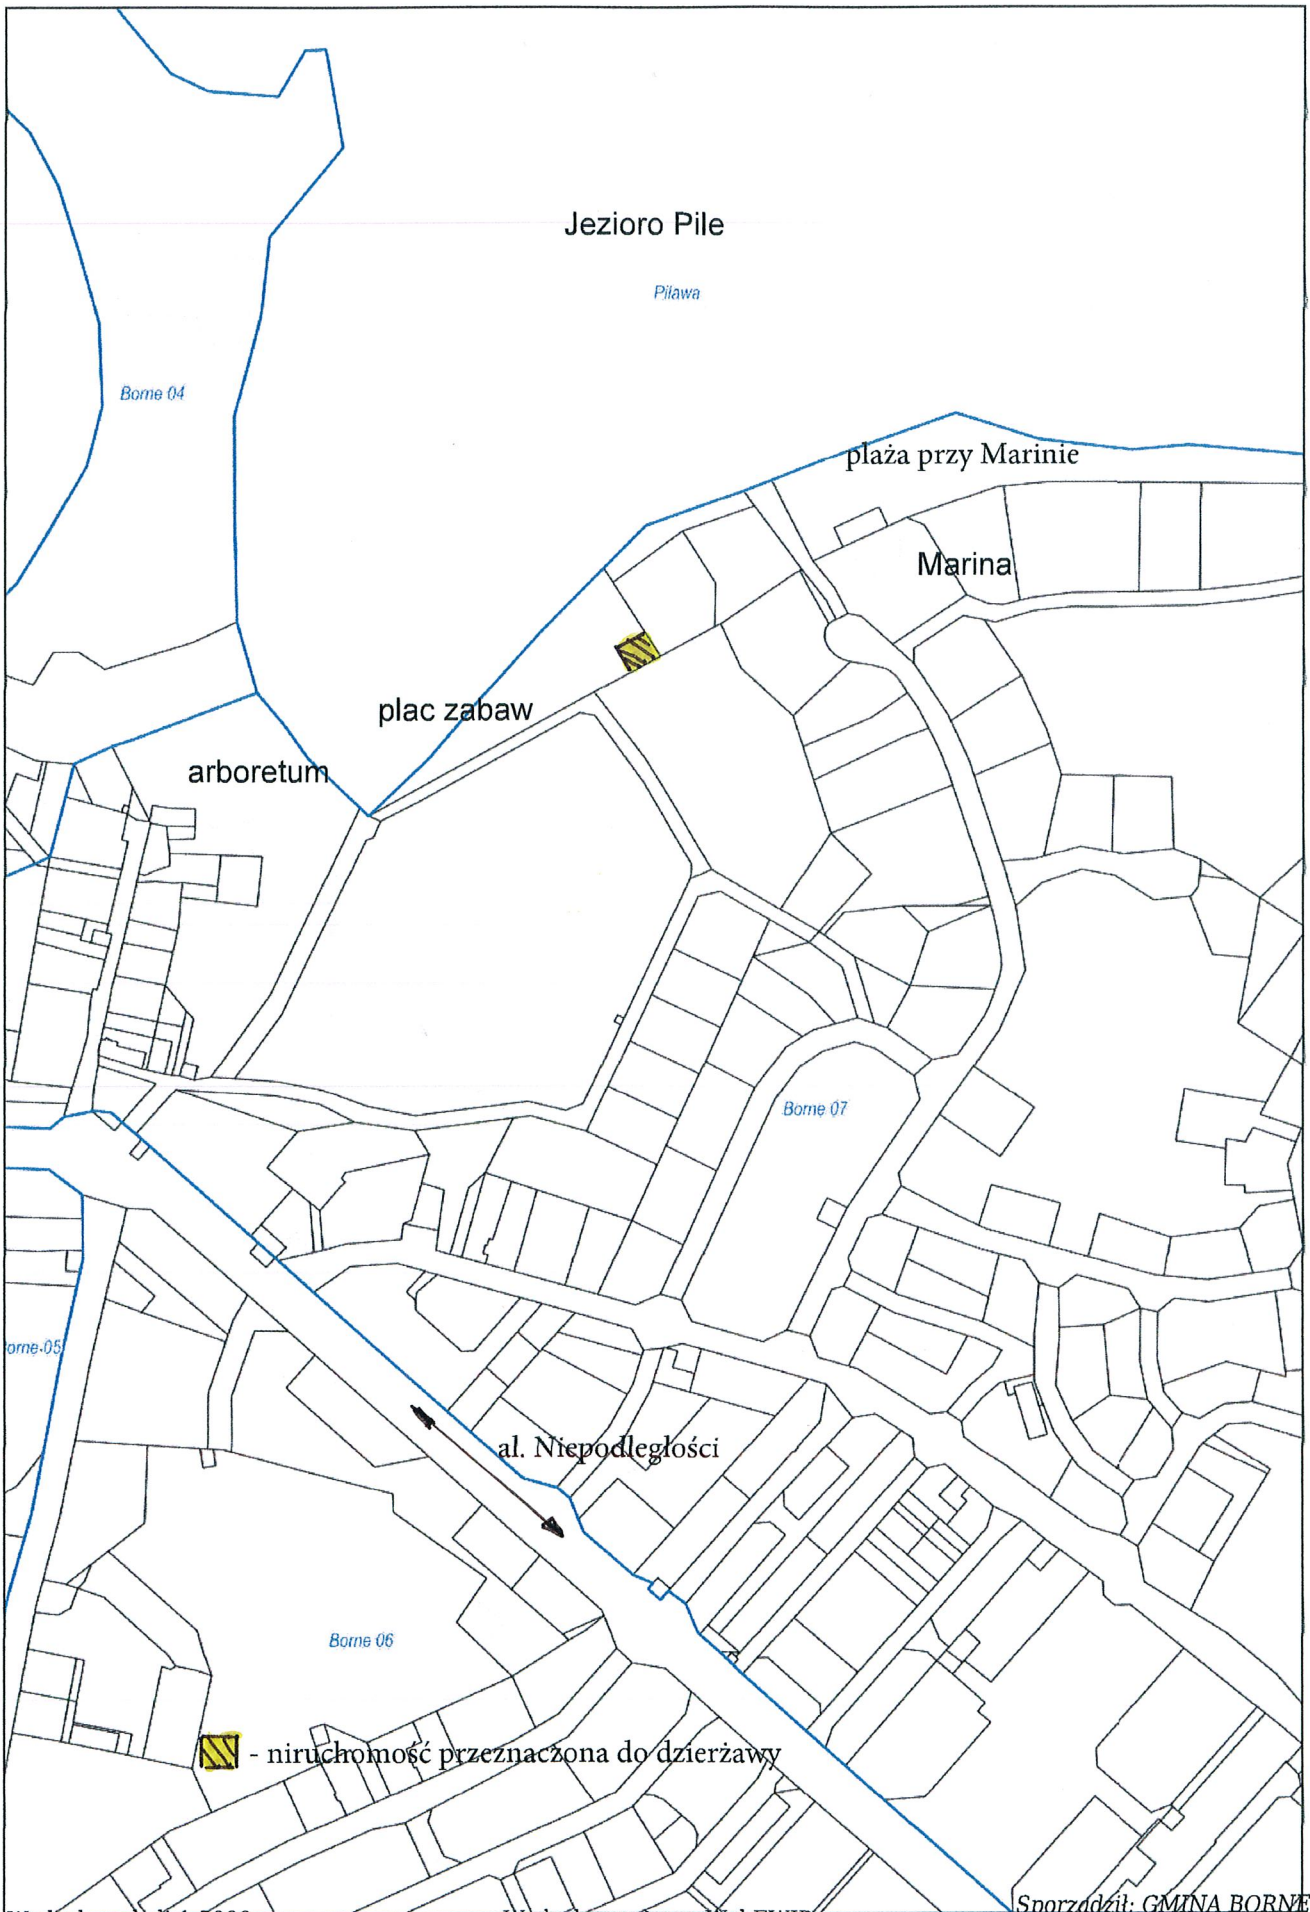 Jezioro Pile
Piława
Borne 04
plaża przy Marinie
Marina
plac zabaw
arboretum
Borne 07
orne 05
al. Niepodległości
Borne 06
- niruchomość przeznaczona do dzierżawy
Sporządził: GMINA BORNE